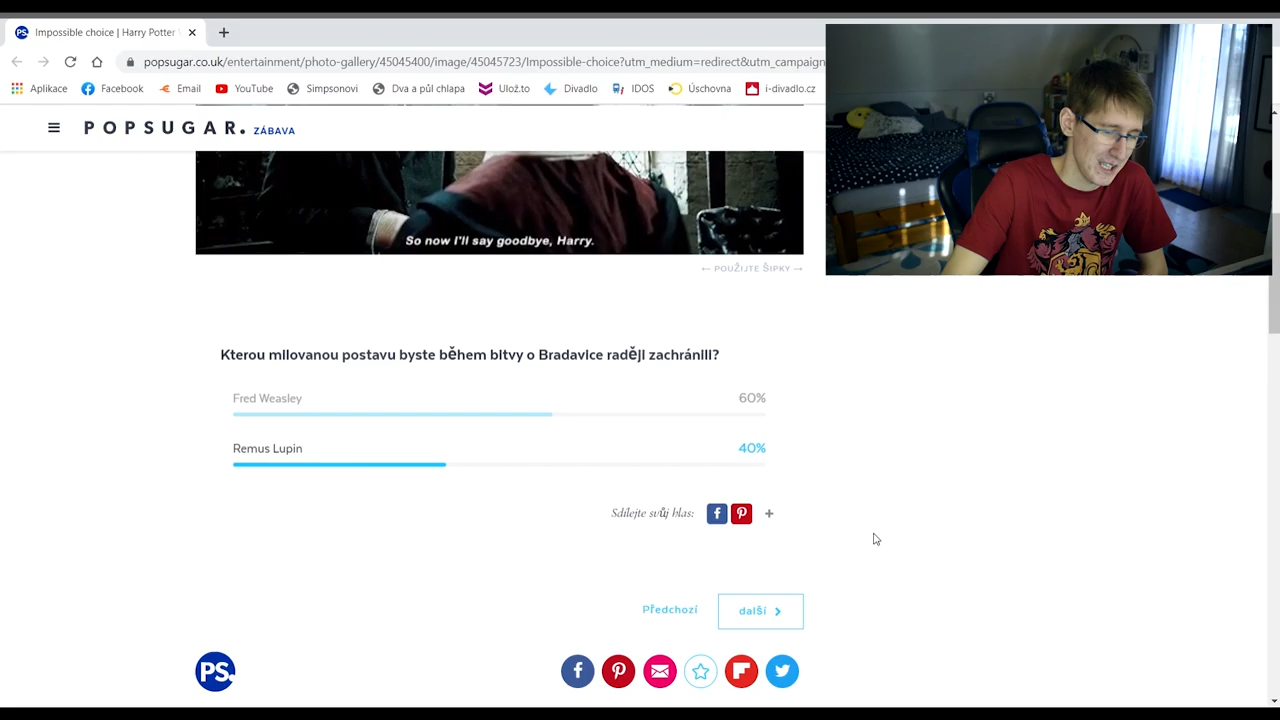 Impossible choice | Harry Potter
popsugar.co.uk/entertainment/photo-gallery/45045400/image/45045723/Impossible-choice?utm_medium=redirect&utm_campaign
Aplikace Facebook Email YouTube Simpsonovi Dva a půl chlapa Ulož.to Divadlo IDOS Úschovna i-divadlo.cz
POPSUGAR. ZÁBAVA
So now I'll say goodbye, Harry.
← POUŽIJTE ŠIPKY →
Kterou milovanou postavu byste během bitvy o Bradavice raději zachránili?
Fred Weasley 60%
Remus Lupin 40%
Sdílejte svůj hlas:
Předchozí další
PS.